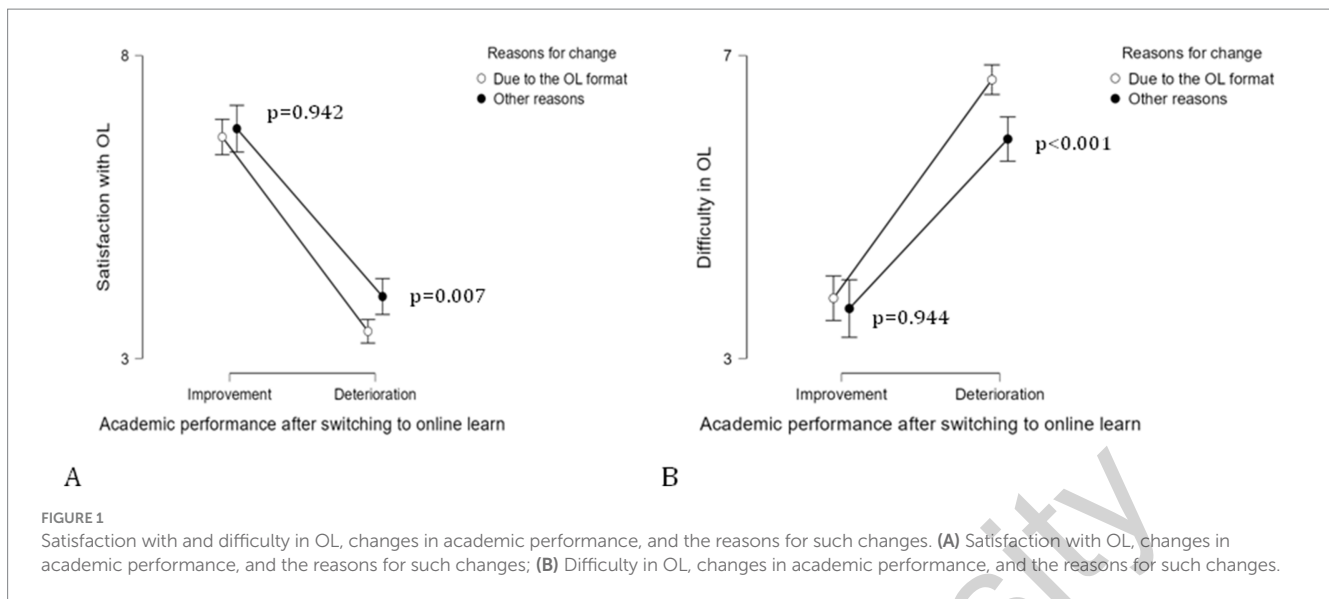 8
Reasons for change
Due to the OL format
Other reasons
p=0.942
Satisfaction with OL
p=0.007
3
Improvement
Deterioration
Academic performance after switching to online learn
A
7
Reasons for change
Due to the OL format
Other reasons
p<0.001
Difficulty in OL
p=0.944
3
Improvement
Deterioration
Academic performance after switching to online learn
B
FIGURE 1
Satisfaction with and difficulty in OL, changes in academic performance, and the reasons for such changes. (A) Satisfaction with OL, changes in
academic performance, and the reasons for such changes; (B) Difficulty in OL, changes in academic performance, and the reasons for such changes.
sity